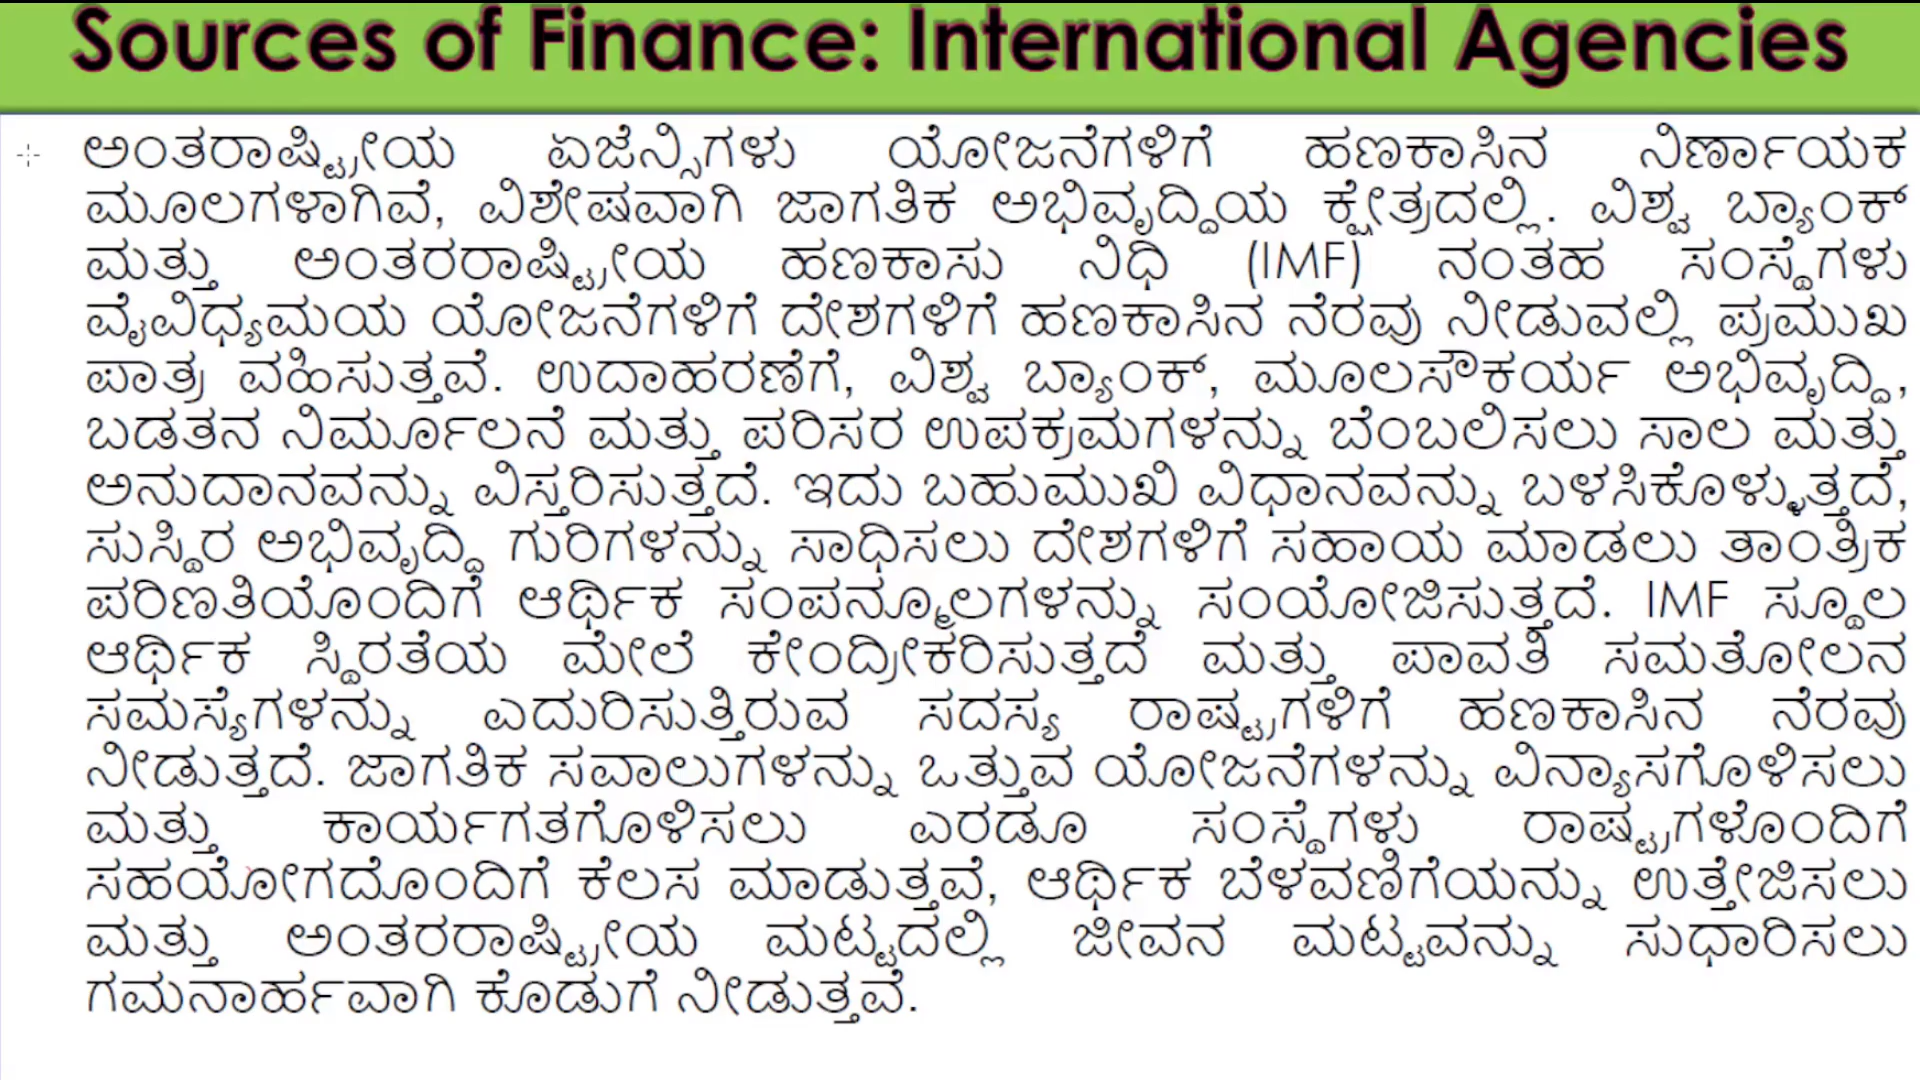 Sources of Finance: International Agencies
ಅಂತರಾಷ್ಟ್ರೀಯ ಏಜೆನ್ಸಿಗಳು ಯೋಜನೆಗಳಿಗೆ ಹಣಕಾಸಿನ ನಿರ್ಣಾಯಕ
ಮೂಲಗಳಾಗಿವೆ, ವಿಶೇಷವಾಗಿ ಜಾಗತಿಕ ಅಭಿವೃದ್ಧಿಯ ಕ್ಷೇತ್ರದಲ್ಲಿ. ವಿಶ್ವ ಬ್ಯಾಂಕ್
ಮತ್ತು ಅಂತರರಾಷ್ಟ್ರೀಯ ಹಣಕಾಸು ನಿಧಿ (IMF) ನಂತಹ ಸಂಸ್ಥೆಗಳು
ವೈವಿಧ್ಯಮಯ ಯೋಜನೆಗಳಿಗೆ ದೇಶಗಳಿಗೆ ಹಣಕಾಸಿನ ನೆರವು ನೀಡುವಲ್ಲಿ ಪ್ರಮುಖ
ಪಾತ್ರ ವಹಿಸುತ್ತವೆ. ಉದಾಹರಣೆಗೆ, ವಿಶ್ವ ಬ್ಯಾಂಕ್, ಮೂಲಸೌಕರ್ಯ ಅಭಿವೃದ್ಧಿ,
ಬಡತನ ನಿರ್ಮೂಲನೆ ಮತ್ತು ಪರಿಸರ ಉಪಕ್ರಮಗಳನ್ನು ಬೆಂಬಲಿಸಲು ಸಾಲ ಮತ್ತು
ಅನುದಾನವನ್ನು ವಿಸ್ತರಿಸುತ್ತದೆ. ಇದು ಬಹುಮುಖಿ ವಿಧಾನವನ್ನು ಬಳಸಿಕೊಳ್ಳುತ್ತದೆ,
ಸುಸ್ಥಿರ ಅಭಿವೃದ್ಧಿ ಗುರಿಗಳನ್ನು ಸಾಧಿಸಲು ದೇಶಗಳಿಗೆ ಸಹಾಯ ಮಾಡಲು ತಾಂತ್ರಿಕ
ಪರಿಣತಿಯೊಂದಿಗೆ ಆರ್ಥಿಕ ಸಂಪನ್ಮೂಲಗಳನ್ನು ಸಂಯೋಜಿಸುತ್ತದೆ. IMF ಸ್ಥೂಲ
ಆರ್ಥಿಕ ಸ್ಥಿರತೆಯ ಮೇಲೆ ಕೇಂದ್ರೀಕರಿಸುತ್ತದೆ ಮತ್ತು ಪಾವತಿ ಸಮತೋಲನ
ಸಮಸ್ಯೆಗಳನ್ನು ಎದುರಿಸುತ್ತಿರುವ ಸದಸ್ಯ ರಾಷ್ಟ್ರಗಳಿಗೆ ಹಣಕಾಸಿನ ನೆರವು
ನೀಡುತ್ತದೆ. ಜಾಗತಿಕ ಸವಾಲುಗಳನ್ನು ಒತ್ತುವ ಯೋಜನೆಗಳನ್ನು ವಿನ್ಯಾಸಗೊಳಿಸಲು
ಮತ್ತು ಕಾರ್ಯಗತಗೊಳಿಸಲು ಎರಡೂ ಸಂಸ್ಥೆಗಳು ರಾಷ್ಟ್ರಗಳೊಂದಿಗೆ
ಸಹಯೋಗದೊಂದಿಗೆ ಕೆಲಸ ಮಾಡುತ್ತವೆ, ಆರ್ಥಿಕ ಬೆಳವಣಿಗೆಯನ್ನು ಉತ್ತೇಜಿಸಲು
ಮತ್ತು ಅಂತರರಾಷ್ಟ್ರೀಯ ಮಟ್ಟದಲ್ಲಿ ಜೀವನ ಮಟ್ಟವನ್ನು ಸುಧಾರಿಸಲು
ಗಮನಾರ್ಹವಾಗಿ ಕೊಡುಗೆ ನೀಡುತ್ತವೆ.